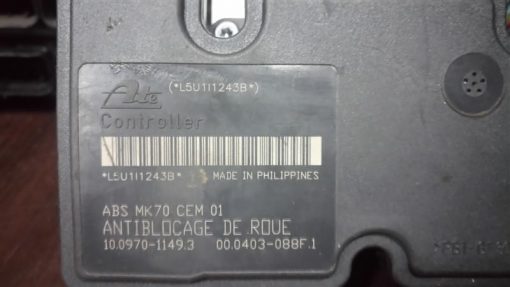 (*L5U1I1243B*)
Ate
Controller
*L5U1I1243B*
MADE IN PHILIPPINES
ABS MK70 CEM 01
ANTIBLOCAGE DE ROUE
10.0970-1149.3 00.0403-088F.1